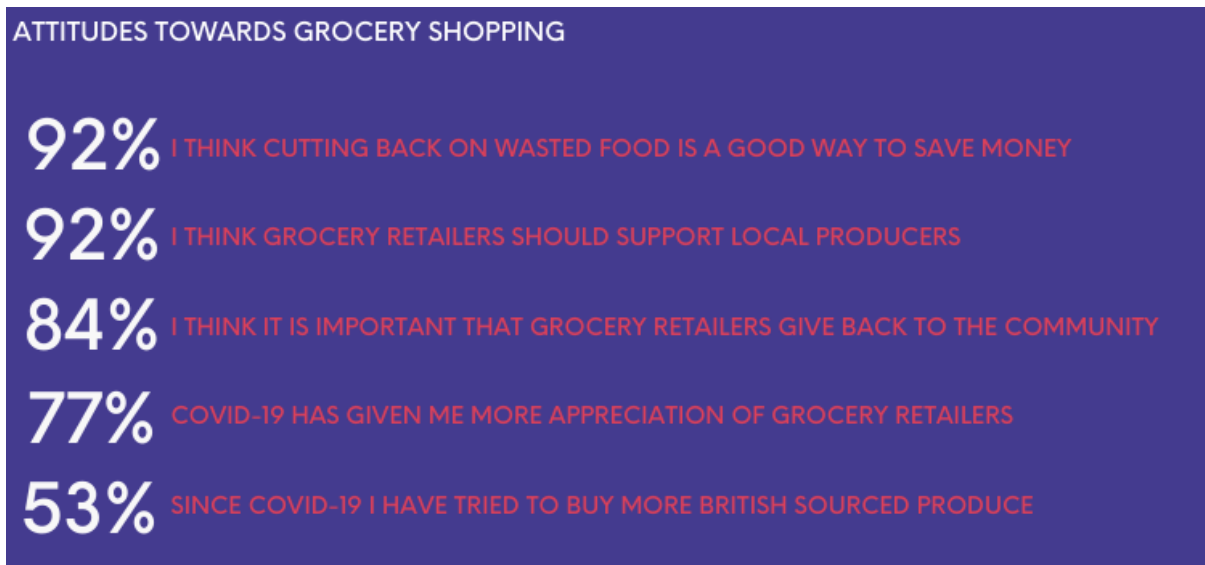 ATTITUDES TOWARDS GROCERY SHOPPING
92% I THINK CUTTING BACK ON WASTED FOOD IS A GOOD WAY TO SAVE MONEY
92% I THINK GROCERY RETAILERS SHOULD SUPPORT LOCAL PRODUCERS
84% I THINK IT IS IMPORTANT THAT GROCERY RETAILERS GIVE BACK TO THE COMMUNITY
77% COVID-19 HAS GIVEN ME MORE APPRECIATION OF GROCERY RETAILERS
53% SINCE COVID-19 I HAVE TRIED TO BUY MORE BRITISH SOURCED PRODUCE